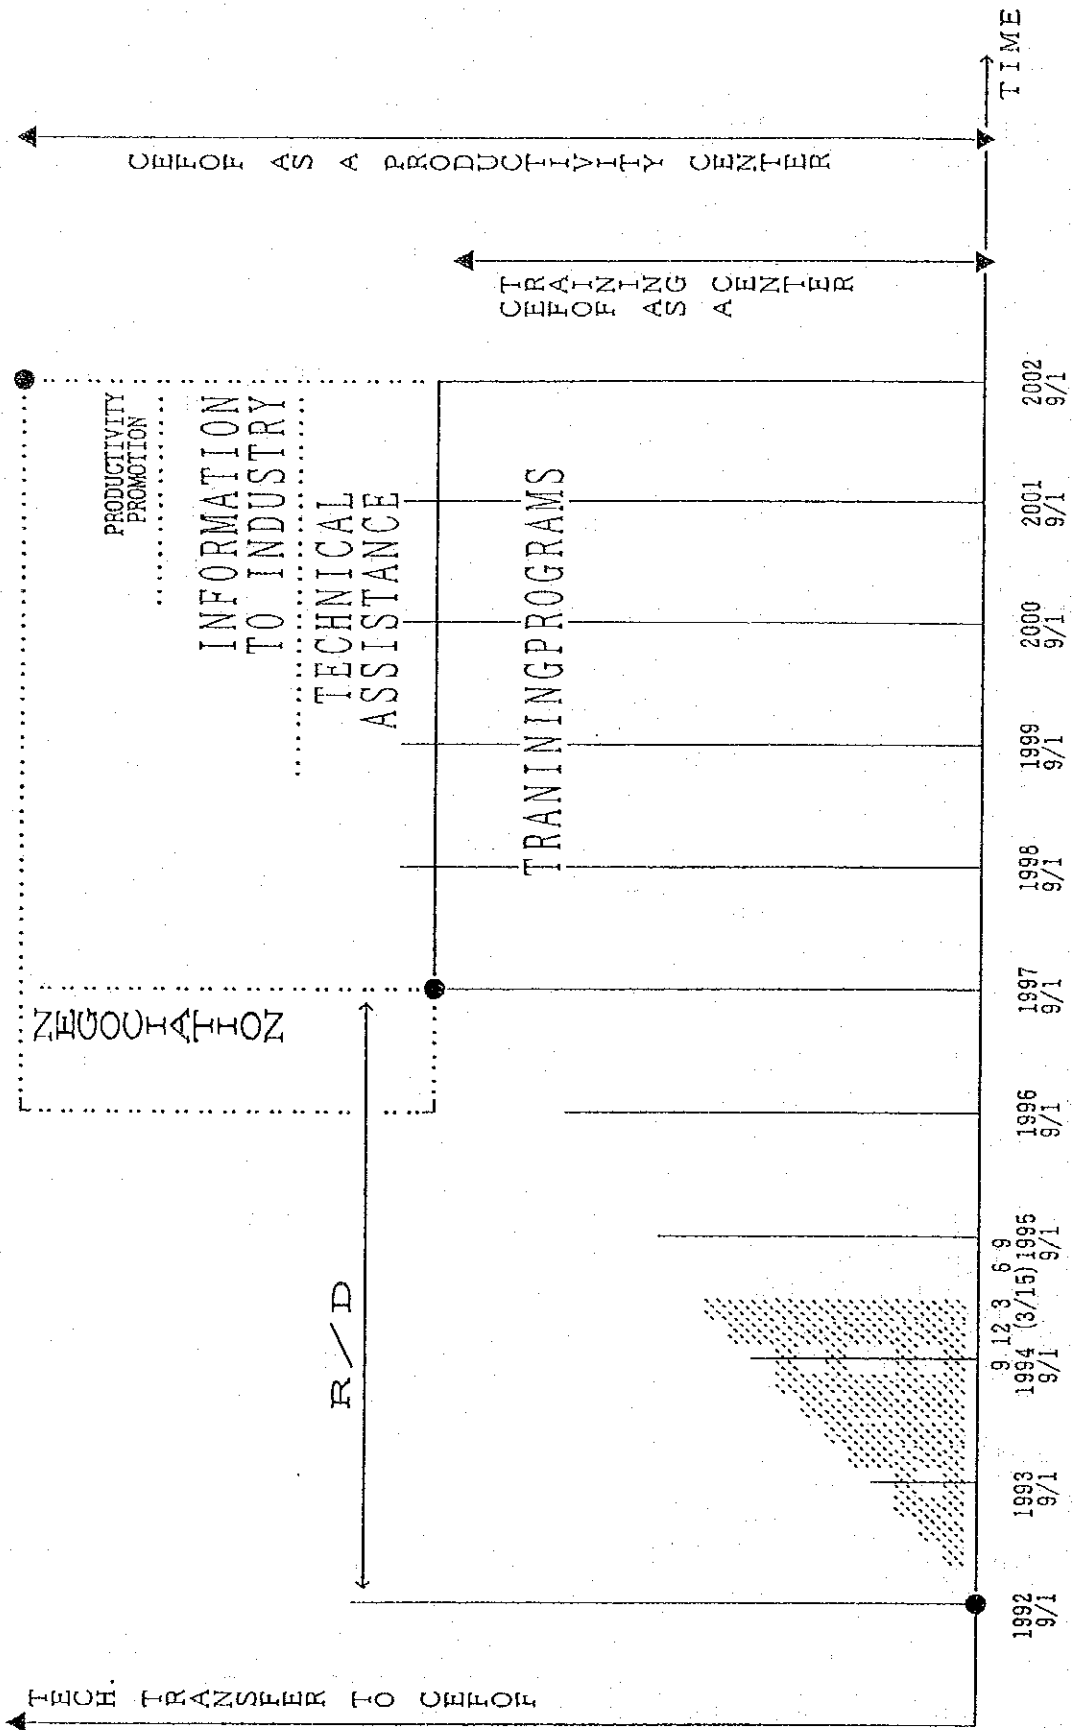 TECH. TRANSFER TO CEFOF
NEGOCIATION
PRODUCTIVITY
PROMOTION
INFORMATION
TO INDUSTRY
TECHNICAL
ASSISTANCE
CEFOF AS A PRODUCTIVITY CENTER
R/D
TRANININGPROGRAMS
CEFOF AS A
TRAINING CENTER
9 12 3 6 9
1992 1993 1994 (3/15) 1995 1996 1997 1998 1999 2000 2001 2002
9/1 9/1 9/1 9/1 9/1 9/1 9/1 9/1 9/1 9/1 9/1
TIME